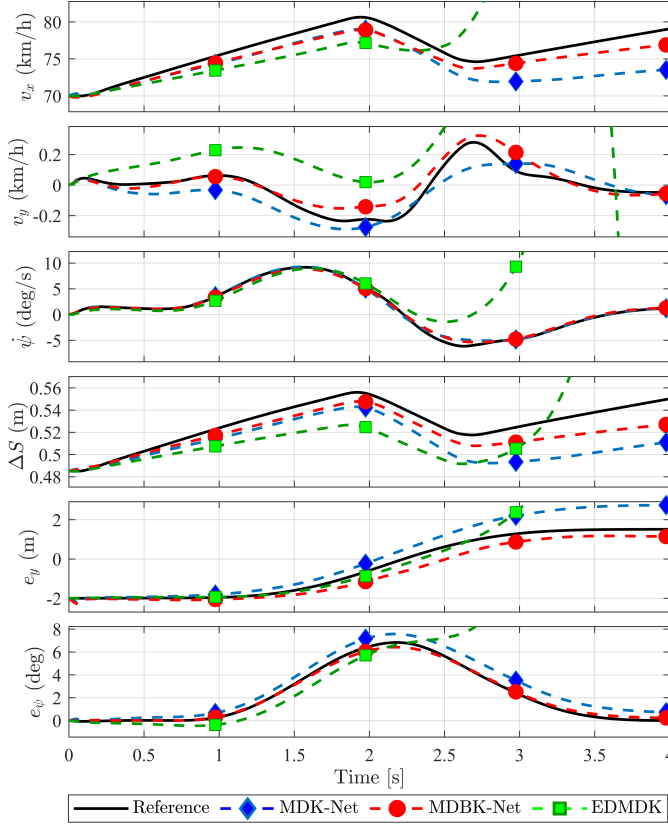 80
75
70
v_x (km/h)
0.2
0
-0.2
v_y (km/h)
10
5
0
-5
ψ̇ (deg/s)
0.56
0.54
0.52
0.5
0.48
ΔS (m)
2
0
-2
e_y (m)
8
6
4
2
0
e_ψ (deg)
0 0.5 1 1.5 2 2.5 3 3.5 4
Time [s]
Reference MDK-Net MDBK-Net EDMDK